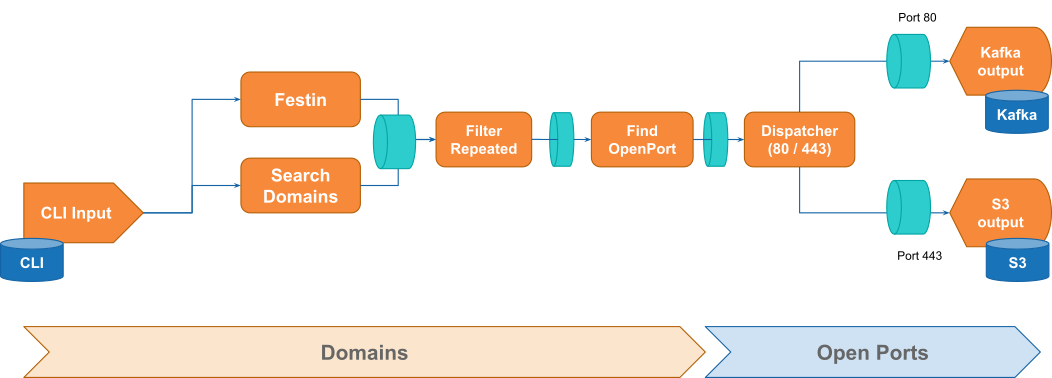 Port 80
Kafka
output
Kafka
Festin
Filter
Repeated
Find
OpenPort
Dispatcher
(80 / 443)
Search
Domains
CLI Input
CLI
S3
output
Port 443
S3
Domains
Open Ports